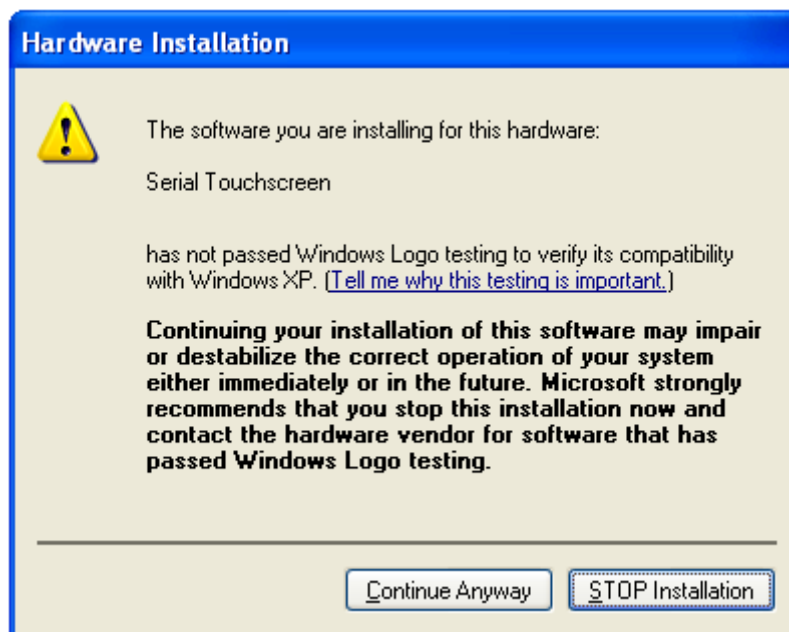 Hardware Installation
The software you are installing for this hardware:
Serial Touchscreen
has not passed Windows Logo testing to verify its compatibility
with Windows XP. (Tell me why this testing is important.)
Continuing your installation of this software may impair
or destabilize the correct operation of your system
either immediately or in the future. Microsoft strongly
recommends that you stop this installation now and
contact the hardware vendor for software that has
passed Windows Logo testing.
Continue Anyway STOP Installation